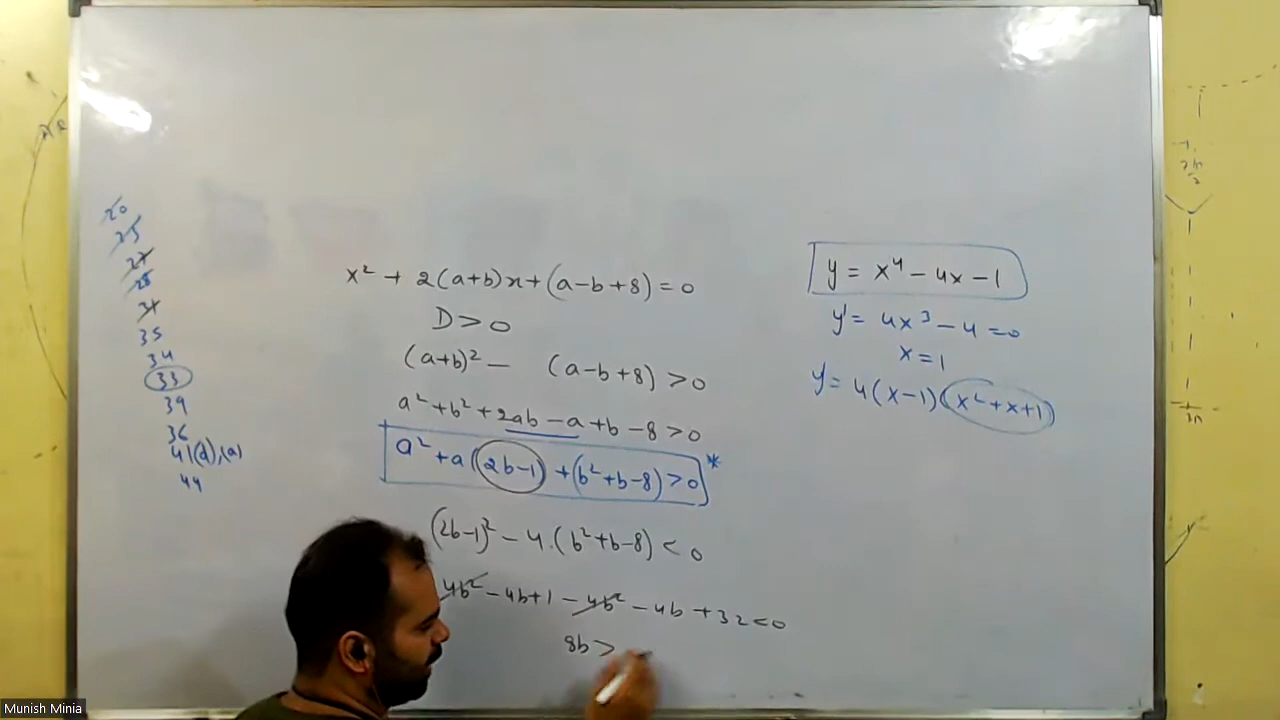 20
25
27
28
31
35
34
33
39
36
41(d),(a)
44
x² + 2(a+b)x + (a-b+8) = 0
D > 0
(a+b)² - (a-b+8) > 0
a² + b² + 2ab - a + b - 8 > 0
a² + a(2b-1) + (b²+b-8) > 0 *
(2b-1)² - 4.(b²+b-8) < 0
4b² - 4b + 1 - 4b² - 4b + 32 < 0
8b >
y = x⁴ - 4x - 1
y' = 4x³ - 4 = 0
x = 1
y' = 4(x-1)(x²+x+1)
Munish Minia